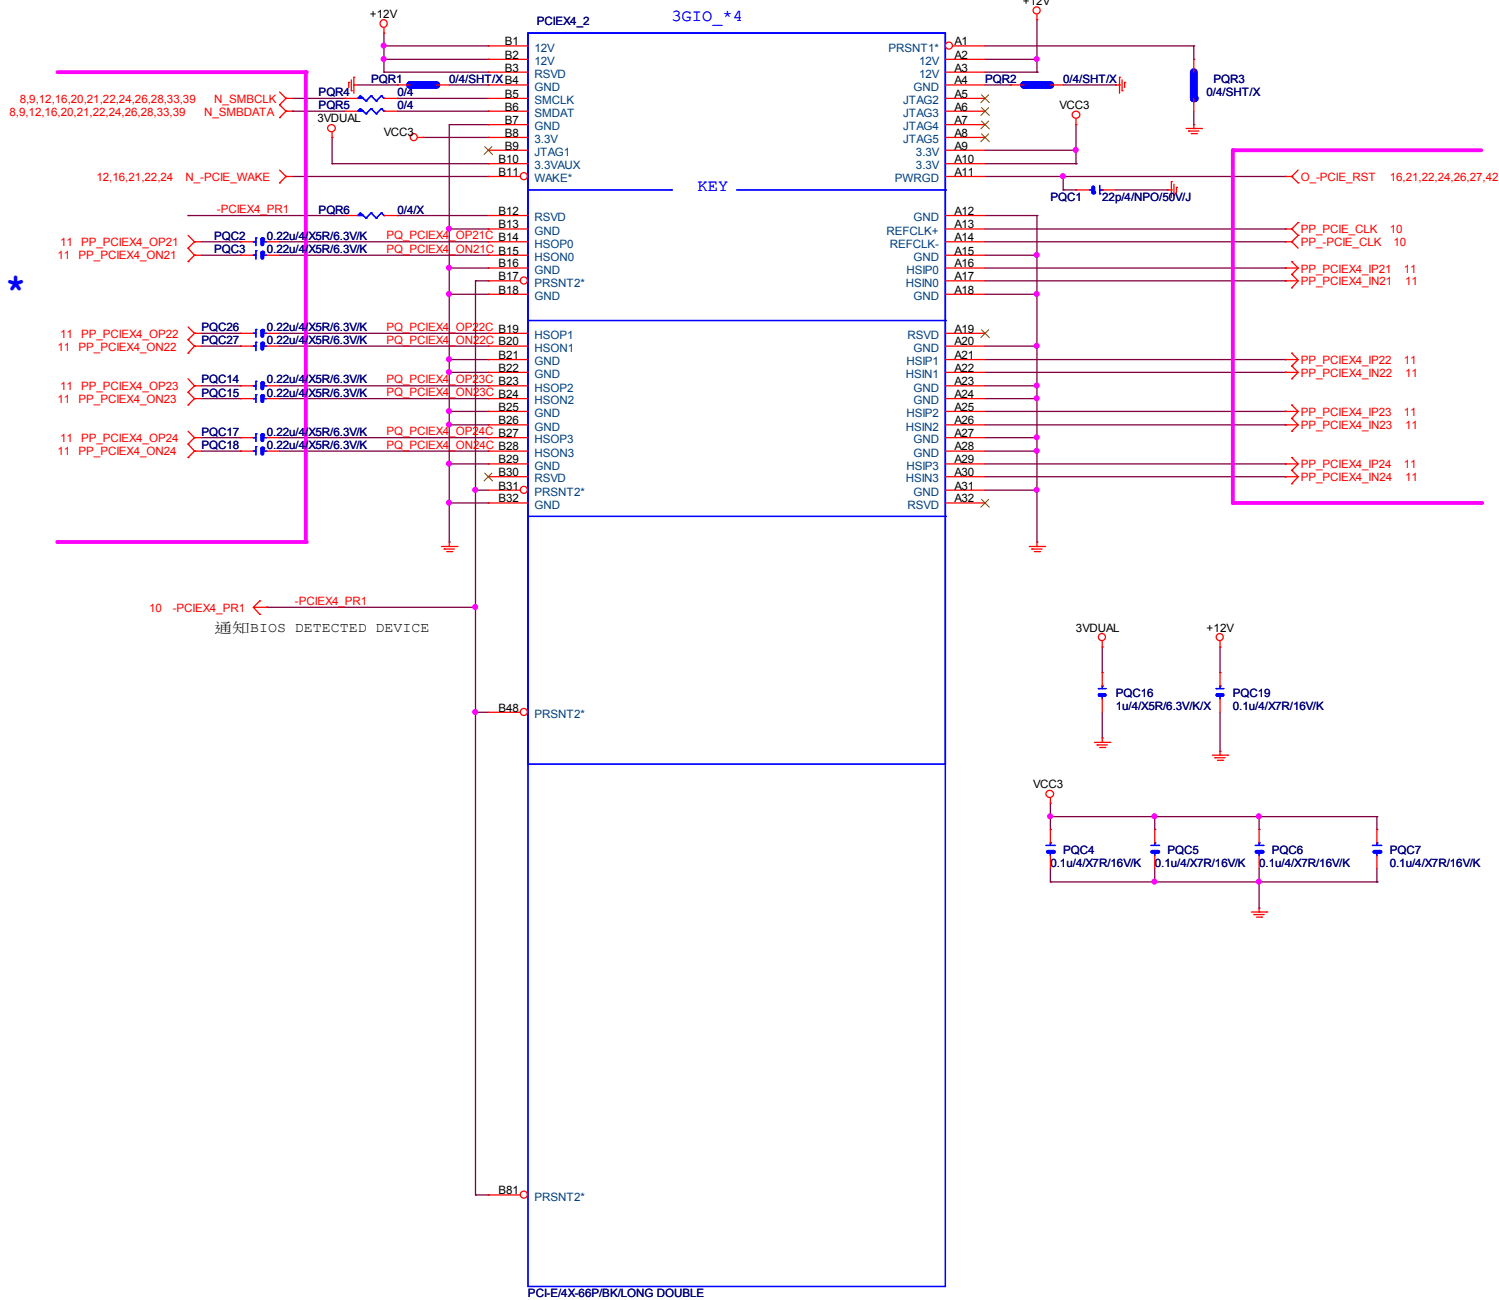 +12V
PCIEX4_2
3GIO_*4
+12V
B1 12V
B2 12V
B3 RSVD
PQR1 0/4/SHT/X B4 GND
8,9,12,16,20,21,22,24,26,28,33,39 N_SMBCLK PQR4 0/4 B5 SMCLK
8,9,12,16,20,21,22,24,26,28,33,39 N_SMBDATA PQR5 0/4 B6 SMDAT
3VDUAL
B7 GND
VCC3 B8 3.3V
B9 JTAG1
B10 3.3VAUX
12,16,21,22,24 N_-PCIE_WAKE B11 WAKE*
PRSNT1* A1
12V A2
12V A3
GND A4 PQR2 0/4/SHT/X
PQR3
0/4/SHT/X
JTAG2 A5
JTAG3 A6
JTAG4 A7
JTAG5 A8
VCC3
3.3V A9
3.3V A10
PWRGD A11
O_-PCIE_RST 16,21,22,24,26,27,42
PQC1 22p/4/NPO/50V/J
KEY
-PCIEX4_PR1 PQR6 0/4/X B12 RSVD
B13 GND
11 PP_PCIEX4_OP21 PQC2 0.22u/4/X5R/6.3V/K PQ_PCIEX4_OP21C B14 HSOP0
11 PP_PCIEX4_ON21 PQC3 0.22u/4/X5R/6.3V/K PQ_PCIEX4_ON21C B15 HSON0
B16 GND
B17 PRSNT2*
B18 GND
*
GND A12
REFCLK+ A13 PP_PCIE_CLK 10
REFCLK- A14 PP_-PCIE_CLK 10
GND A15
HSIP0 A16 PP_PCIEX4_IP21 11
HSIN0 A17 PP_PCIEX4_IN21 11
GND A18
11 PP_PCIEX4_OP22 PQC26 0.22u/4/X5R/6.3V/K PQ_PCIEX4_OP22C B19 HSOP1
11 PP_PCIEX4_ON22 PQC27 0.22u/4/X5R/6.3V/K PQ_PCIEX4_ON22C B20 HSON1
B21 GND
B22 GND
11 PP_PCIEX4_OP23 PQC14 0.22u/4/X5R/6.3V/K PQ_PCIEX4_OP23C B23 HSOP2
11 PP_PCIEX4_ON23 PQC15 0.22u/4/X5R/6.3V/K PQ_PCIEX4_ON23C B24 HSON2
B25 GND
B26 GND
11 PP_PCIEX4_OP24 PQC17 0.22u/4/X5R/6.3V/K PQ_PCIEX4_OP24C B27 HSOP3
11 PP_PCIEX4_ON24 PQC18 0.22u/4/X5R/6.3V/K PQ_PCIEX4_ON24C B28 HSON3
B29 GND
B30 RSVD
B31 PRSNT2*
B32 GND
RSVD A19
GND A20
HSIP1 A21 PP_PCIEX4_IP22 11
HSIN1 A22 PP_PCIEX4_IN22 11
GND A23
GND A24
HSIP2 A25 PP_PCIEX4_IP23 11
HSIN2 A26 PP_PCIEX4_IN23 11
GND A27
GND A28
HSIP3 A29 PP_PCIEX4_IP24 11
HSIN3 A30 PP_PCIEX4_IN24 11
GND A31
RSVD A32
10 -PCIEX4_PR1 -PCIEX4_PR1
通知BIOS DETECTED DEVICE
3VDUAL
+12V
PQC16
1u/4/X5R/6.3V/K/X
PQC19
0.1u/4/X7R/16V/K
B48 PRSNT2*
VCC3
PQC4
0.1u/4/X7R/16V/K
PQC5
0.1u/4/X7R/16V/K
PQC6
0.1u/4/X7R/16V/K
PQC7
0.1u/4/X7R/16V/K
B81 PRSNT2*
PCI-E/4X-66P/BK/LONG DOUBLE